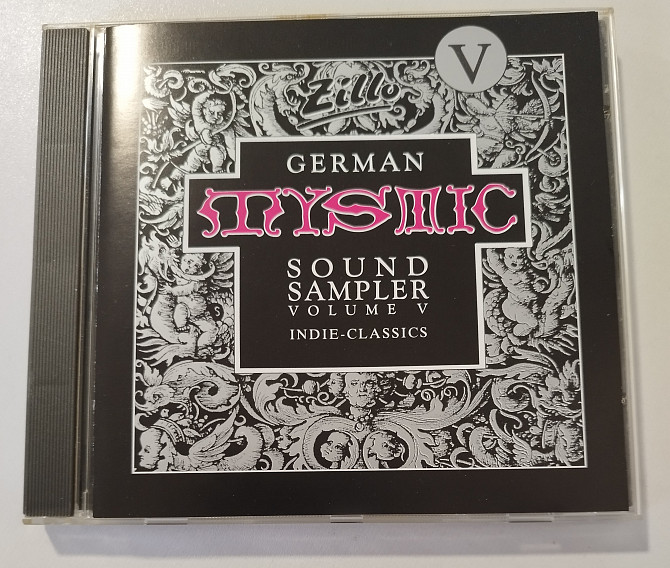 V
Zillo
GERMAN
MYSTIC
SOUND
SAMPLER
VOLUME V
INDIE-CLASSICS